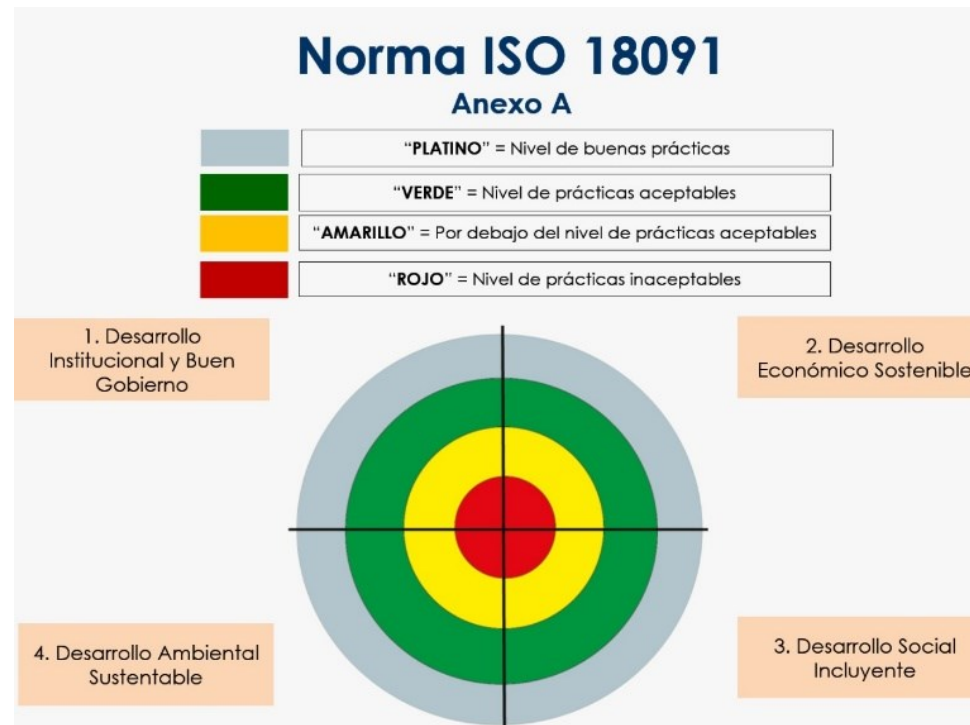 Norma ISO 18091
Anexo A
“PLATINO” = Nivel de buenas prácticas
“VERDE” = Nivel de prácticas aceptables
“AMARILLO” = Por debajo del nivel de prácticas aceptables
“ROJO” = Nivel de prácticas inaceptables
1. Desarrollo
Institucional y Buen
Gobierno
2. Desarrollo
Económico Sostenible
4. Desarrollo Ambiental
Sustentable
3. Desarrollo Social
Incluyente